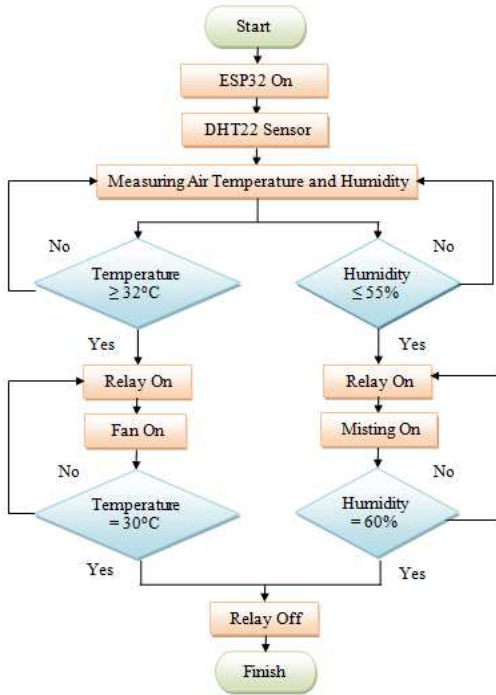 Start
ESP32 On
DHT22 Sensor
Measuring Air Temperature and Humidity
No
No
Temperature
≥ 32°C
Humidity
≤ 55%
Yes
Yes
Relay On
Relay On
Fan On
Misting On
No
No
Temperature
= 30°C
Humidity
= 60%
Yes
Yes
Relay Off
Finish